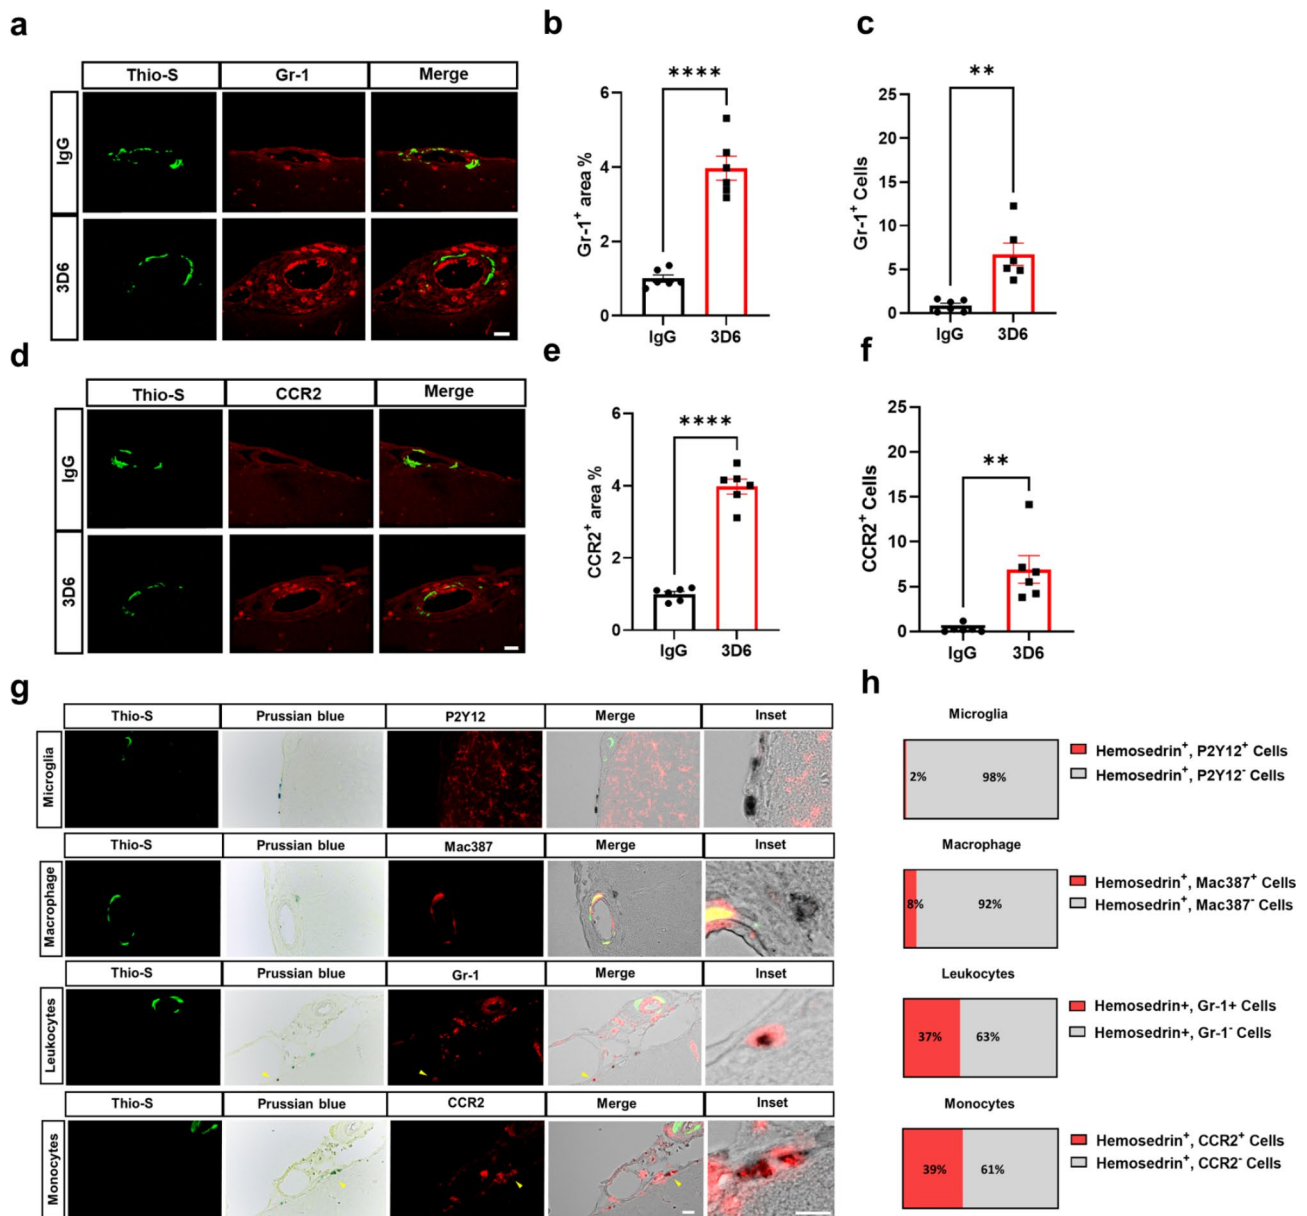 a
Thio-S Gr-1 Merge
IgG
3D6
b
****
Gr-1+ area %
6
4
2
0
IgG 3D6
c
**
Gr-1+ Cells
25
20
15
10
5
0
IgG 3D6
d
Thio-S CCR2 Merge
IgG
3D6
e
****
CCR2+ area %
6
4
2
0
IgG 3D6
f
**
CCR2+ Cells
25
20
15
10
5
0
IgG 3D6
g
Thio-S Prussian blue P2Y12 Merge Inset
Microglia
Thio-S Prussian blue Mac387 Merge Inset
Macrophage
Thio-S Prussian blue Gr-1 Merge Inset
Leukocytes
Thio-S Prussian blue CCR2 Merge Inset
Monocytes
h
Microglia
2% 98%
Hemosedrin+, P2Y12+ Cells
Hemosedrin+, P2Y12- Cells
Macrophage
8% 92%
Hemosedrin+, Mac387+ Cells
Hemosedrin+, Mac387- Cells
Leukocytes
37% 63%
Hemosedrin+, Gr-1+ Cells
Hemosedrin+, Gr-1- Cells
Monocytes
39% 61%
Hemosedrin+, CCR2+ Cells
Hemosedrin+, CCR2- Cells